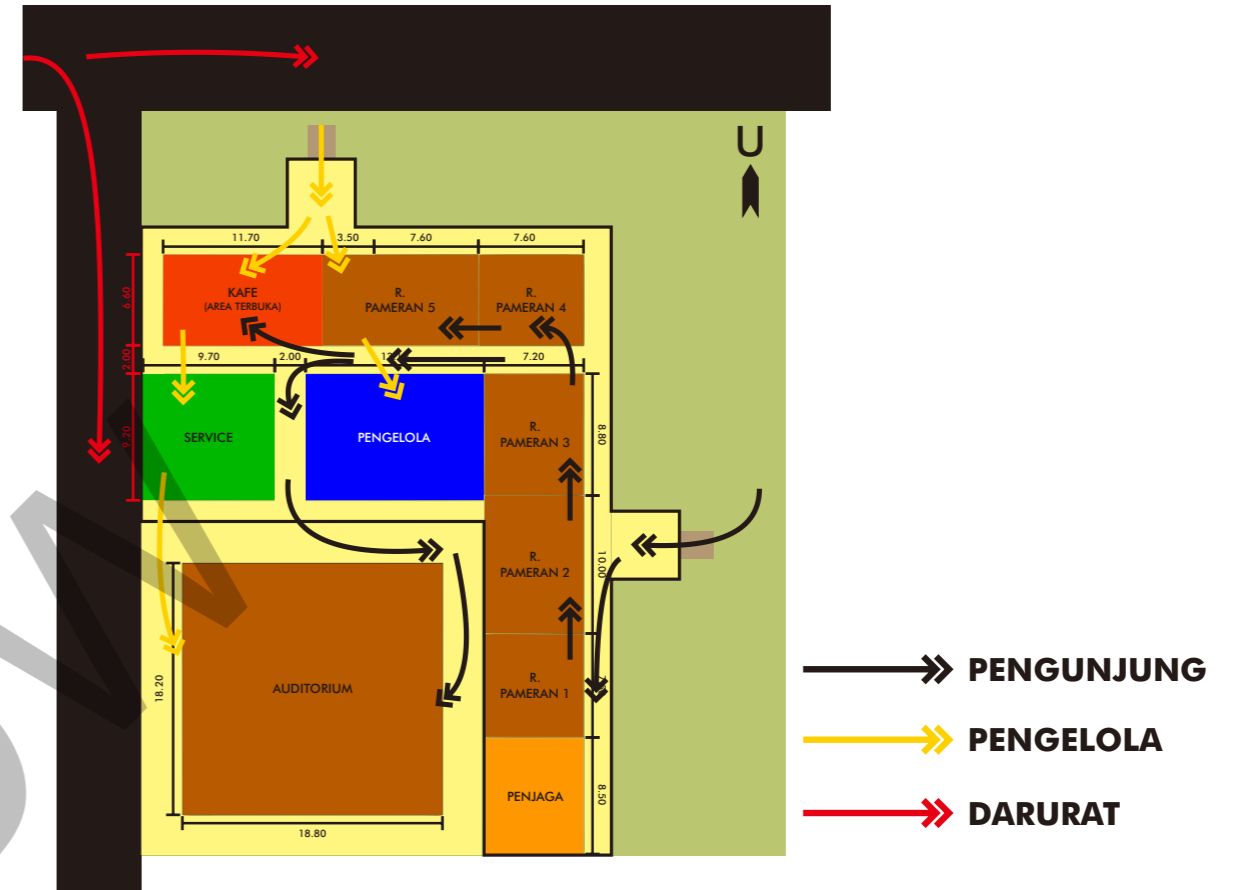 U
11.70
3.50
7.60
7.60
6.60
KAFE
(AREA TERBUKA)
R.
PAMERAN 5
R.
PAMERAN 4
2.00
9.70
2.00
7.20
9.20
SERVICE
PENGELOLA
R.
PAMERAN 3
8.80
R.
PAMERAN 2
10.00
18.20
AUDITORIUM
R.
PAMERAN 1
PENJAGA
8.50
18.80
PENGUNJUNG
PENGELOLA
DARURAT